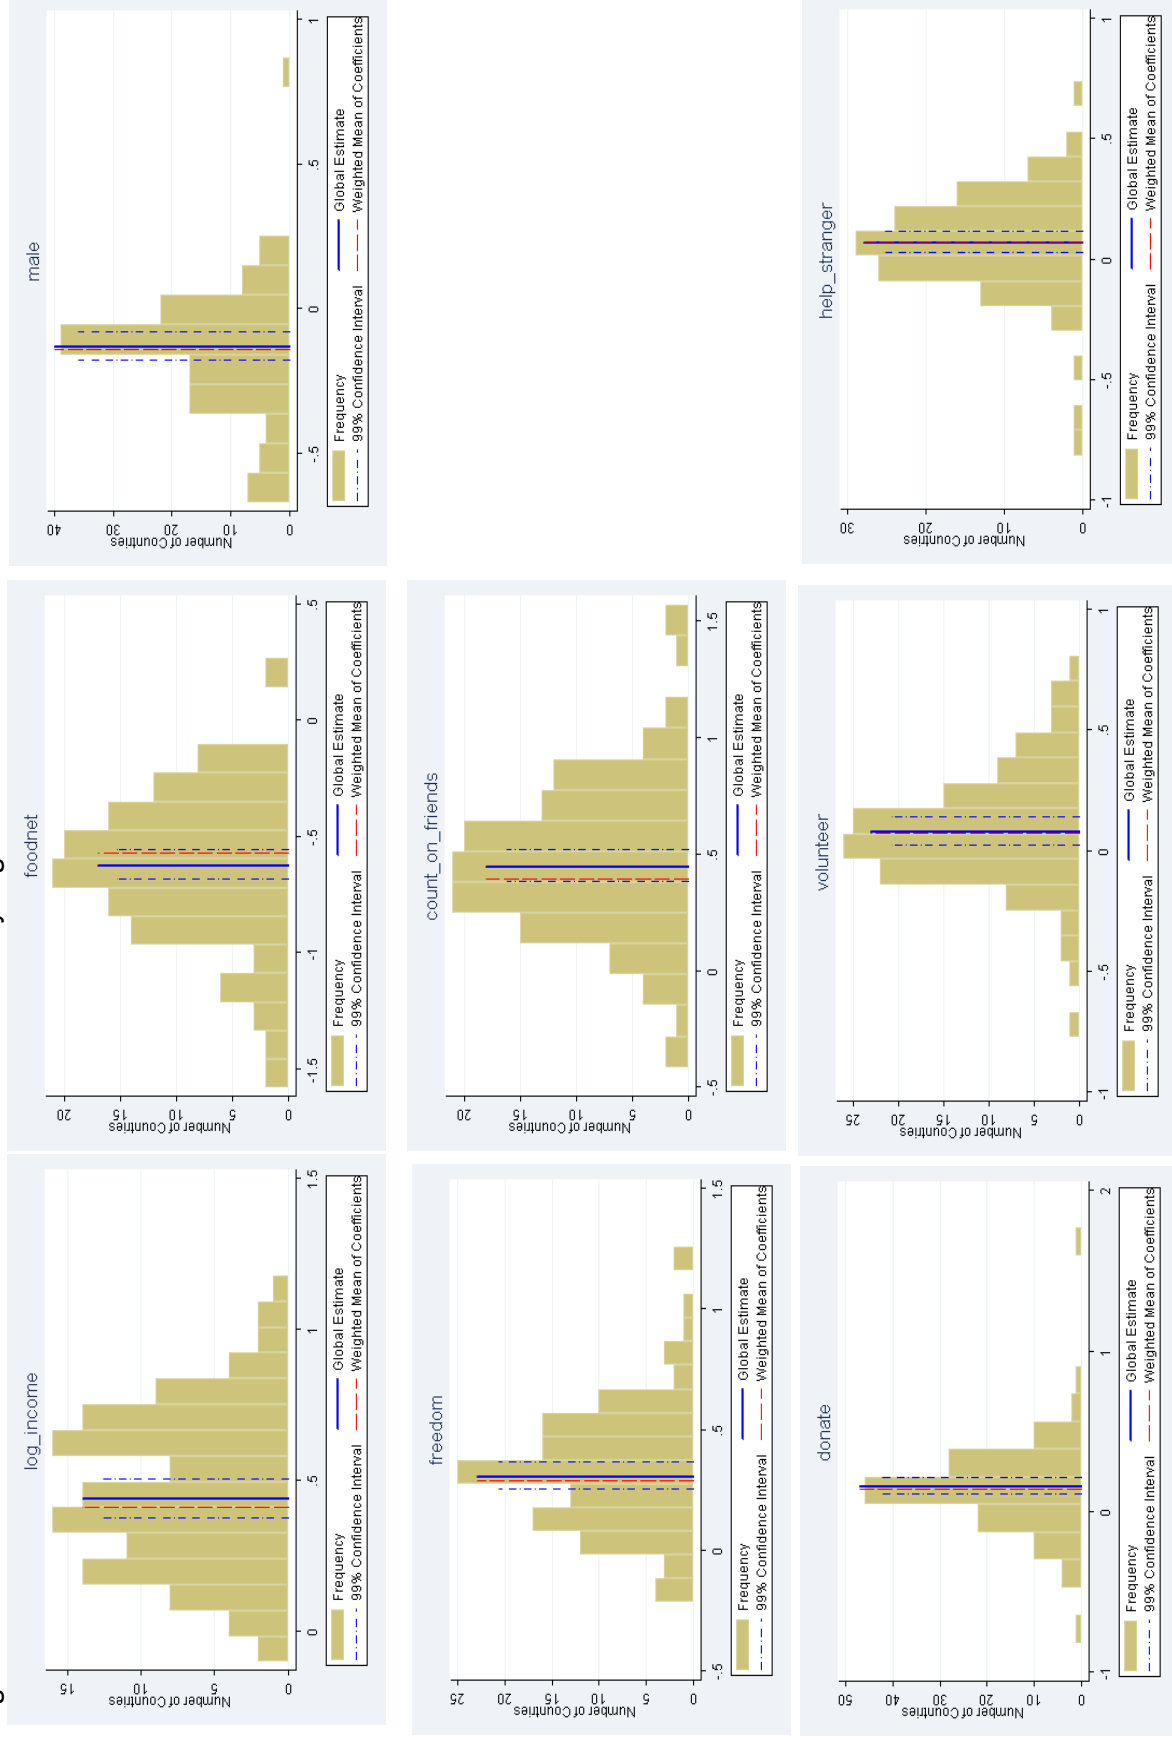 log_income
Number of Countries
15
10
5
0
0
.5
1
1.5
Frequency
Global Estimate
99% Confidence Interval
Weighted Mean of Coefficients
foodnet
Number of Countries
20
15
10
5
0
-1.5
-1
-.5
0
.5
Frequency
Global Estimate
99% Confidence Interval
Weighted Mean of Coefficients
male
Number of Countries
40
30
20
10
0
-.5
0
.5
1
Frequency
Global Estimate
99% Confidence Interval
Weighted Mean of Coefficients
freedom
Number of Countries
25
20
15
10
5
0
-.5
0
.5
1
1.5
Frequency
Global Estimate
99% Confidence Interval
Weighted Mean of Coefficients
count_on_friends
Number of Countries
20
15
10
5
0
-.5
0
.5
1
1.5
Frequency
Global Estimate
99% Confidence Interval
Weighted Mean of Coefficients
donate
Number of Countries
50
40
30
20
10
0
-1
0
1
2
Frequency
Global Estimate
99% Confidence Interval
Weighted Mean of Coefficients
volunteer
Number of Countries
25
20
15
10
5
0
-1
-.5
0
.5
1
Frequency
Global Estimate
99% Confidence Interval
Weighted Mean of Coefficients
help_stranger
Number of Countries
30
20
10
0
-1
-.5
0
.5
1
Frequency
Global Estimate
99% Confidence Interval
Weighted Mean of Coefficients